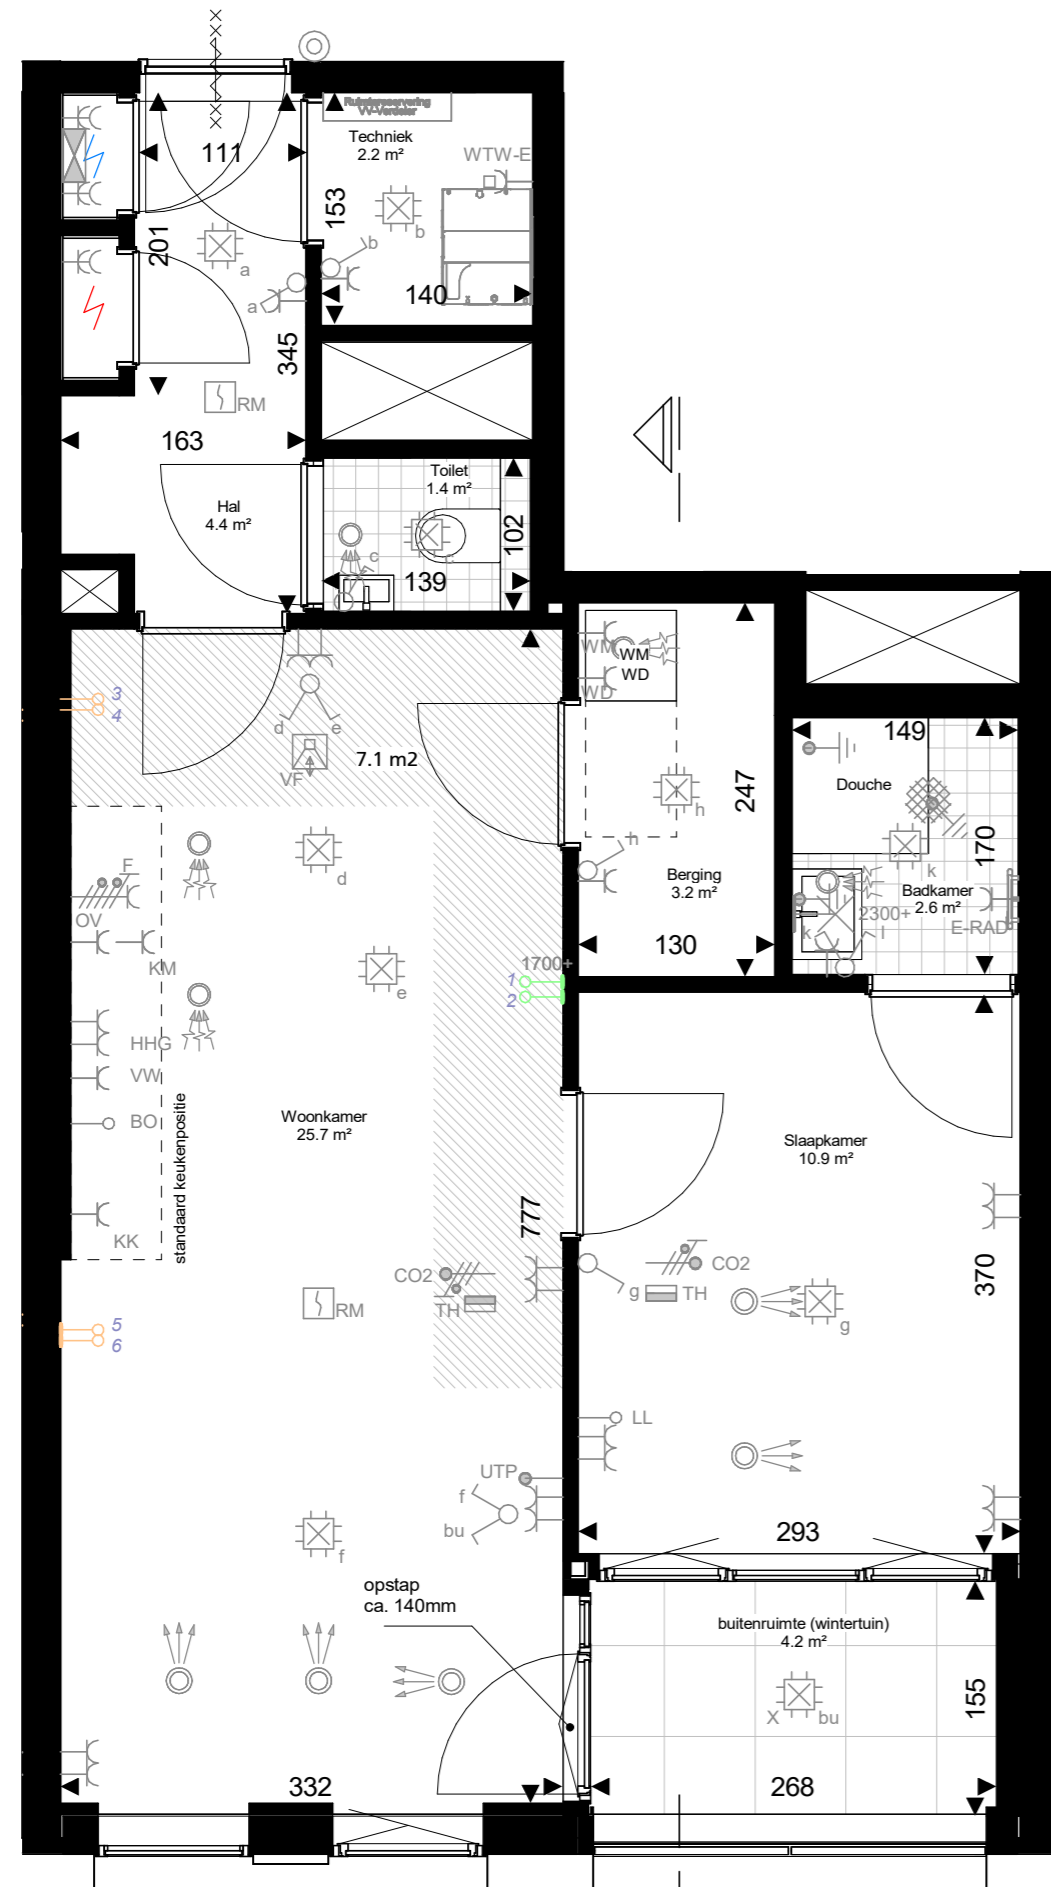 Ruimtereservering
VV-Verdeler
Techniek
2.2 m²
WTW-E
111
153
b
b
201
a
a
140
345
RM
163
Toilet
1.4 m²
Hal
4.4 m²
102
c
c
139
WM
WM
WD
WD
3
4
d
e
7.1 m2
VF
149
Douche
247
h
h
d
170
k
F
OV
Berging
3.2 m²
Badkamer
2.6 m²
2300+
E-RAD
k
l
KM
130
1700+
e
1
2
HHG
VW
BO
standaard keukenpositie
Woonkamer
25.7 m²
Slaapkamer
10.9 m²
777
KK
CO2
TH
CO2
g
TH
370
RM
g
5
6
LL
UTP
f
bu
f
293
opstap
ca. 140mm
buitenruimte (wintertuin)
4.2 m²
155
X
bu
332
268